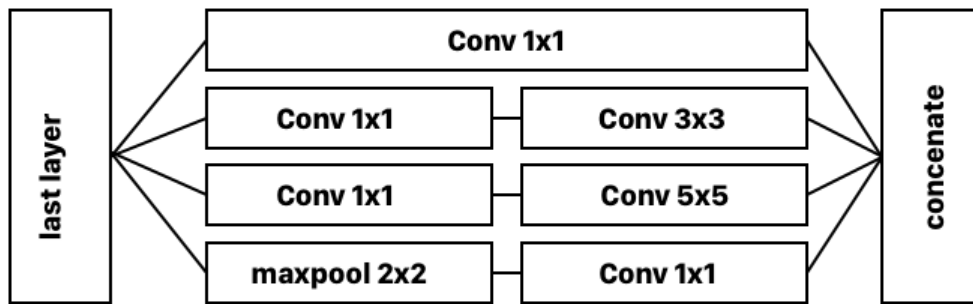 last layer
Conv 1x1
Conv 1x1
Conv 3x3
Conv 1x1
Conv 5x5
maxpool 2x2
Conv 1x1
concenate